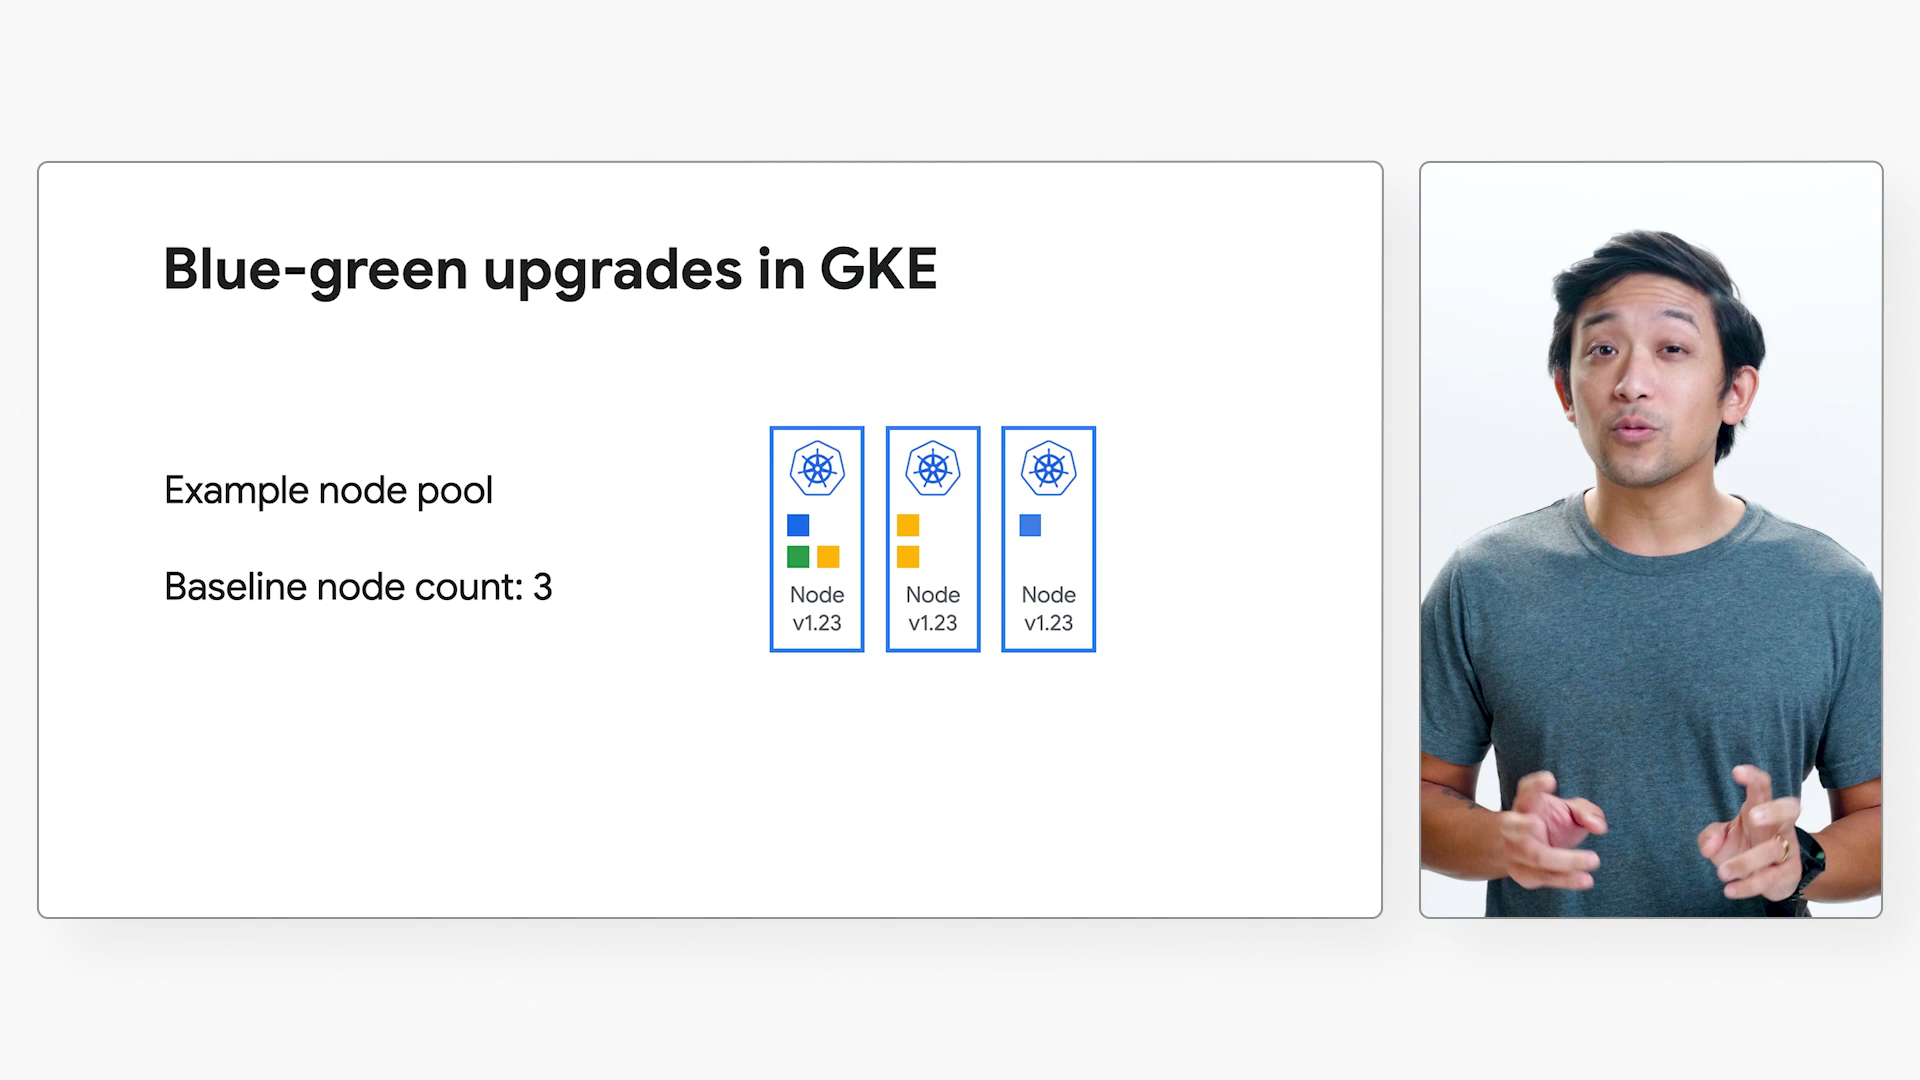 Blue-green upgrades in GKE
Example node pool
Baseline node count: 3
Node
v1.23
Node
v1.23
Node
v1.23